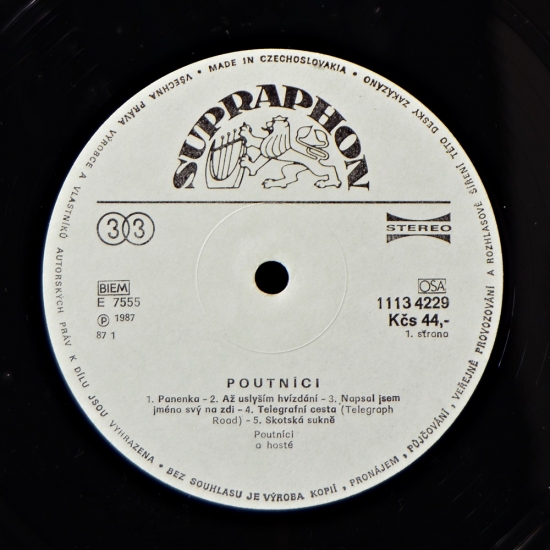 VŠECHNA PRÁVA VÝROBCE A VLASTNÍKŮ AUTORSKÝCH PRÁV K DÍLU JSOU VYHRAZENA • BEZ SOUHLASU JE VÝROBA KOPIÍ, PRONÁJEM, PŮJČOVÁNÍ, VEŘEJNÉ PROVOZOVÁNÍ A ROZHLASOVÉ ŠÍŘENÍ TÉTO DESKY ZAKÁZÁNO • MADE IN CZECHOSLOVAKIA •
SUPRAPHON
33
STEREO
BIEM
OSA
E 7555
1113 4229
Ⓟ 1987
Kčs 44,-
87 1
1. strana
POUTNÍCI
1. Panenka – 2. Až uslyším hvízdání – 3. Napsal jsem
jméno svý na zdi – 4. Telegrafní cesta (Telegraph
Road) – 5. Skotská sukně
Poutníci
a hosté